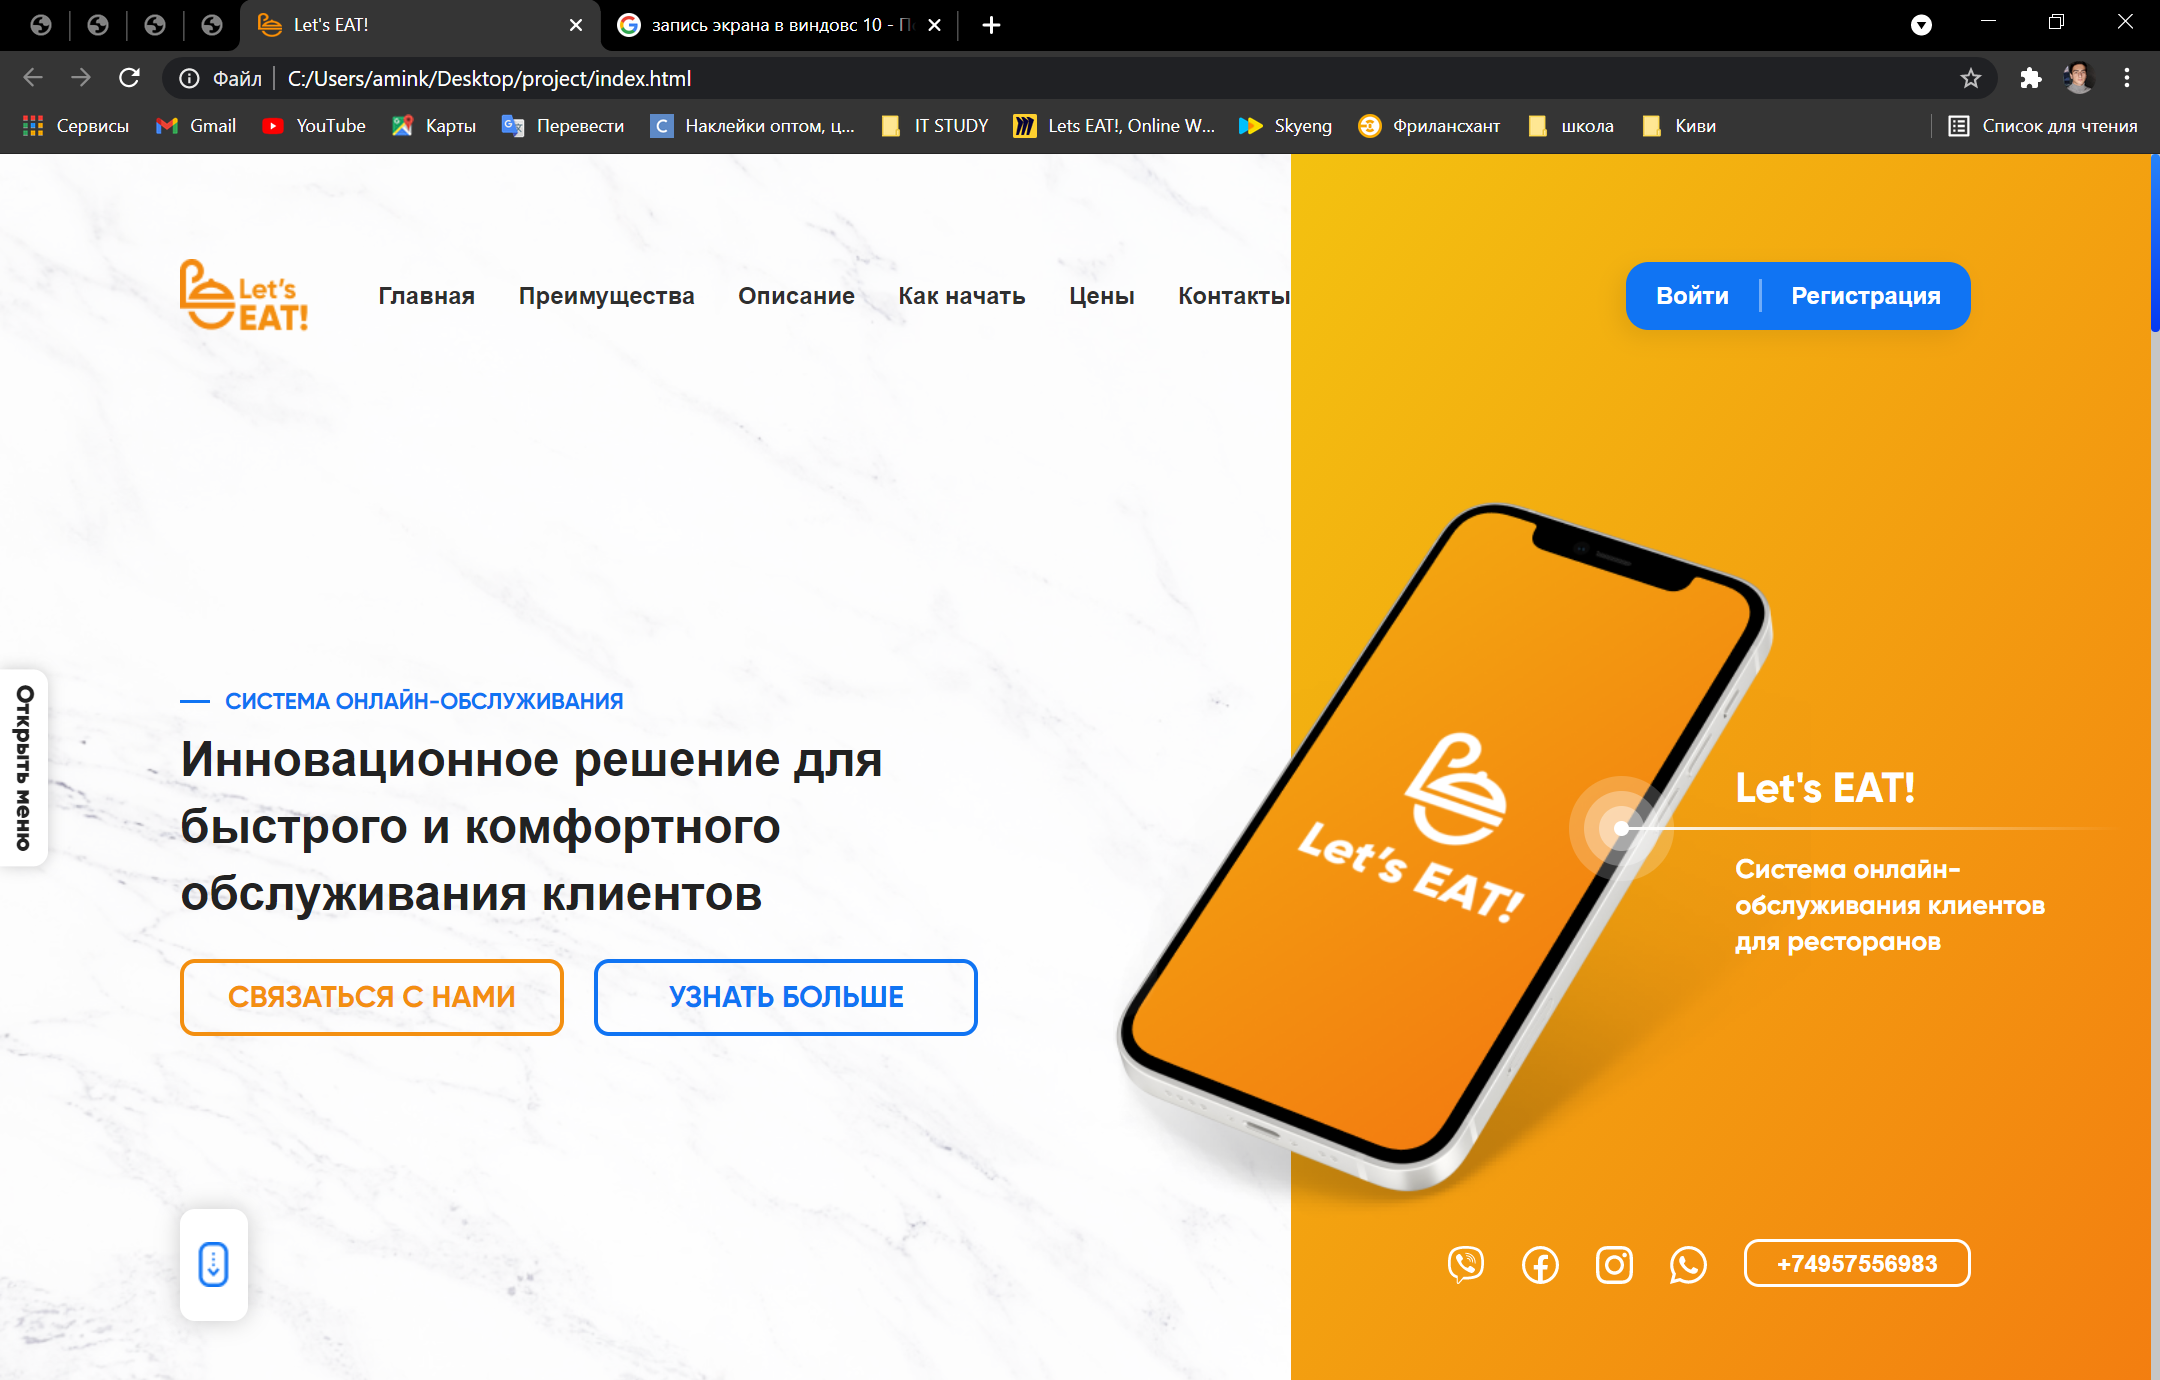 Let's EAT!
запись экрана в виндовс 10 - П
Файл
C:/Users/amink/Desktop/project/index.html
Сервисы
Gmail
YouTube
Карты
Перевести
Наклейки оптом, ц...
IT STUDY
Lets EAT!, Online W...
Skyeng
Фрилансхант
школа
Киви
Список для чтения
Let's
EAT!
Главная
Преимущества
Описание
Как начать
Цены
Контакты
Войти
Регистрация
Открыть меню
СИСТЕМА ОНЛАЙН-ОБСЛУЖИВАНИЯ
Инновационное решение для
быстрого и комфортного
обслуживания клиентов
СВЯЗАТЬСЯ С НАМИ
УЗНАТЬ БОЛЬШЕ
Let's EAT!
Let's EAT!
Система онлайн-
обслуживания клиентов
для ресторанов
+74957556983